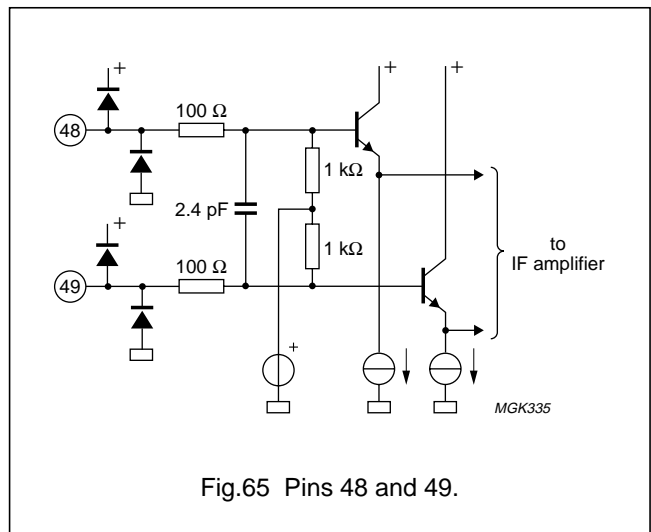 +
+ +
100 Ω
48
1 kΩ
2.4 pF
+
1 kΩ
to
IF amplifier
100 Ω
49
+
MGK335
Fig.65 Pins 48 and 49.